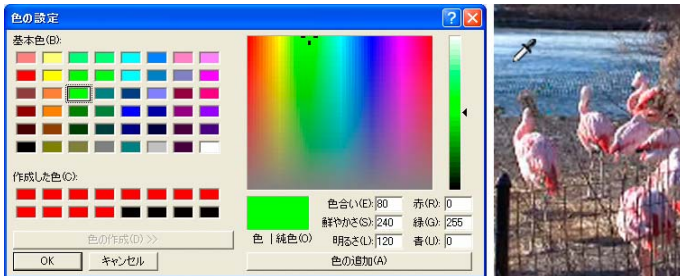 色の設定
基本色(B):
作成した色(C):
色の作成(D) >>
OK キャンセル
色 | 純色(O)
色合い(E): 80 赤(R): 0
鮮やかさ(S): 240 緑(G): 255
明るさ(L): 120 青(U): 0
色の追加(A)